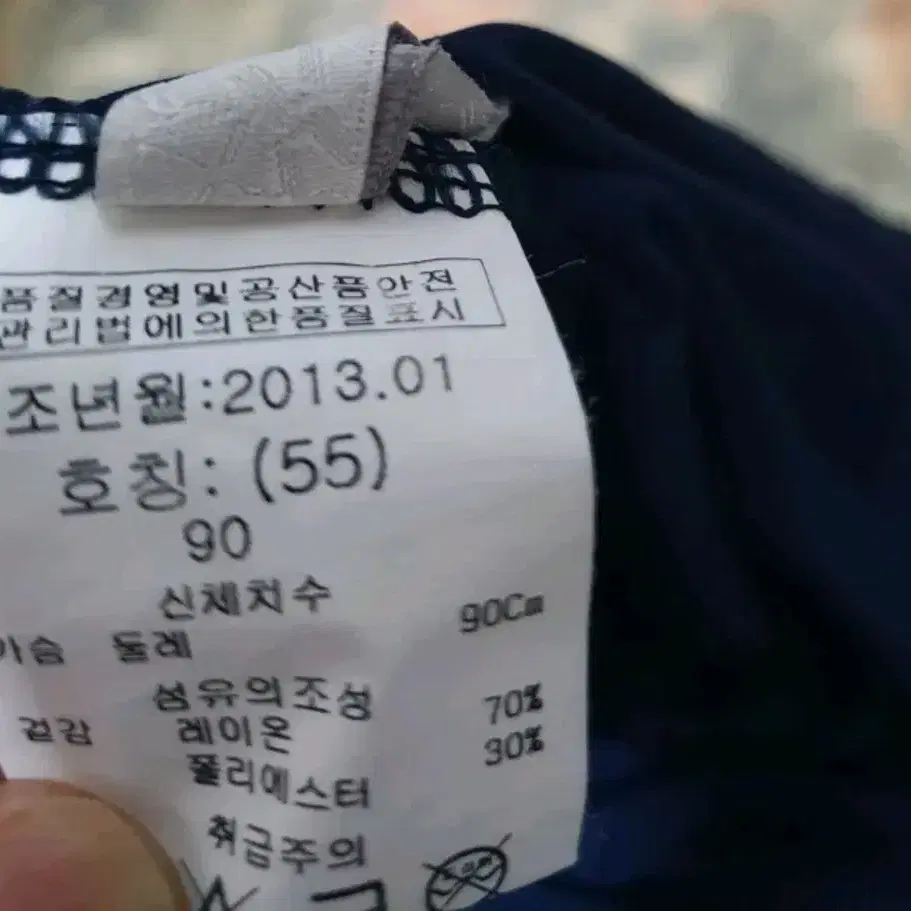 품질경영및공산품안전
관리법에의한품질표시
조년월:2013.01
호칭: (55)
90
신체치수
가슴 둘레 90Cm
섬유의조성
겉감 레이온 70%
폴리에스터 30%
취급주의